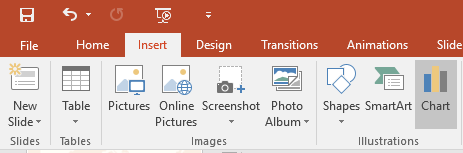 File Home Insert Design Transitions Animations Slide
New Slide Table Pictures Online Pictures Screenshot Photo Album Shapes SmartArt Chart
Slides Tables Images Illustrations